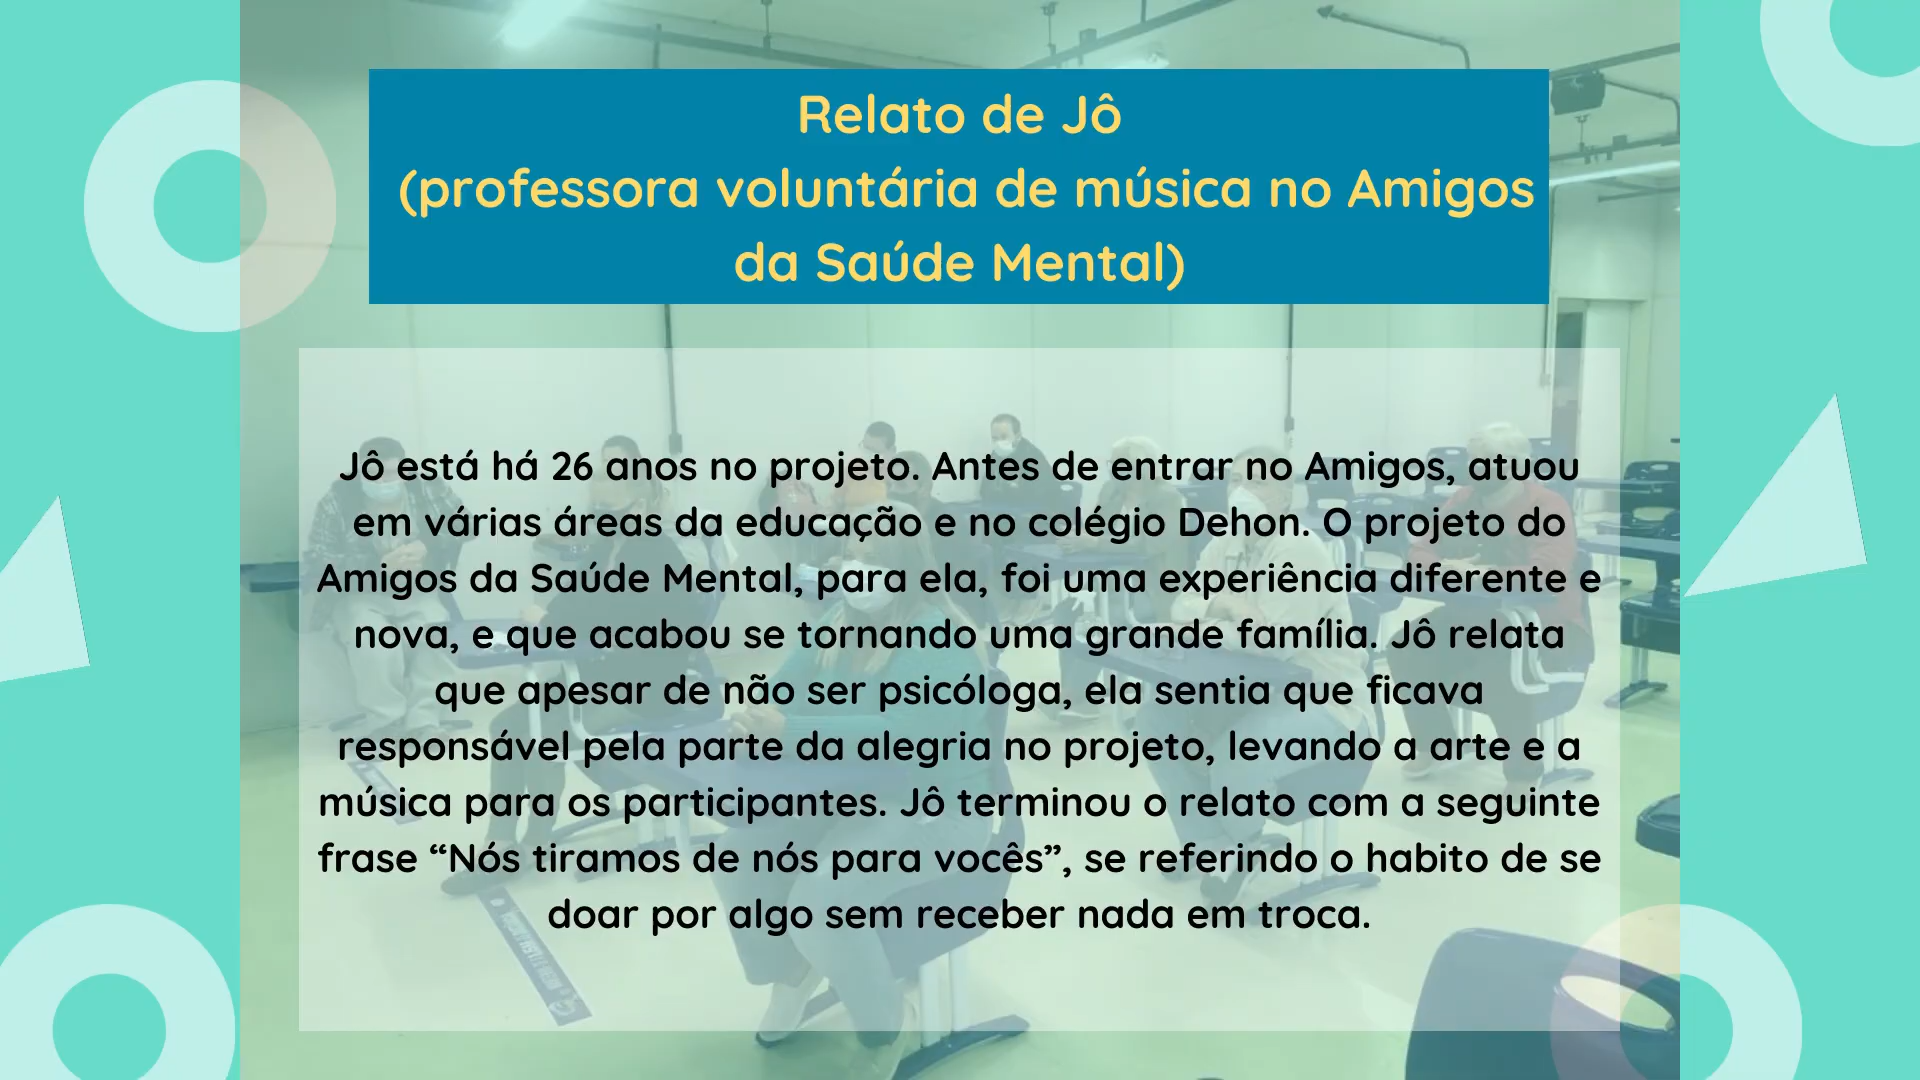 Relato de Jô
(professora voluntária de música no Amigos
da Saúde Mental)
Jô está há 26 anos no projeto. Antes de entrar no Amigos, atuou
em várias áreas da educação e no colégio Dehon. O projeto do
Amigos da Saúde Mental, para ela, foi uma experiência diferente e
nova, e que acabou se tornando uma grande família. Jô relata
que apesar de não ser psicóloga, ela sentia que ficava
responsável pela parte da alegria no projeto, levando a arte e a
música para os participantes. Jô terminou o relato com a seguinte
frase “Nós tiramos de nós para vocês”, se referindo o habito de se
doar por algo sem receber nada em troca.